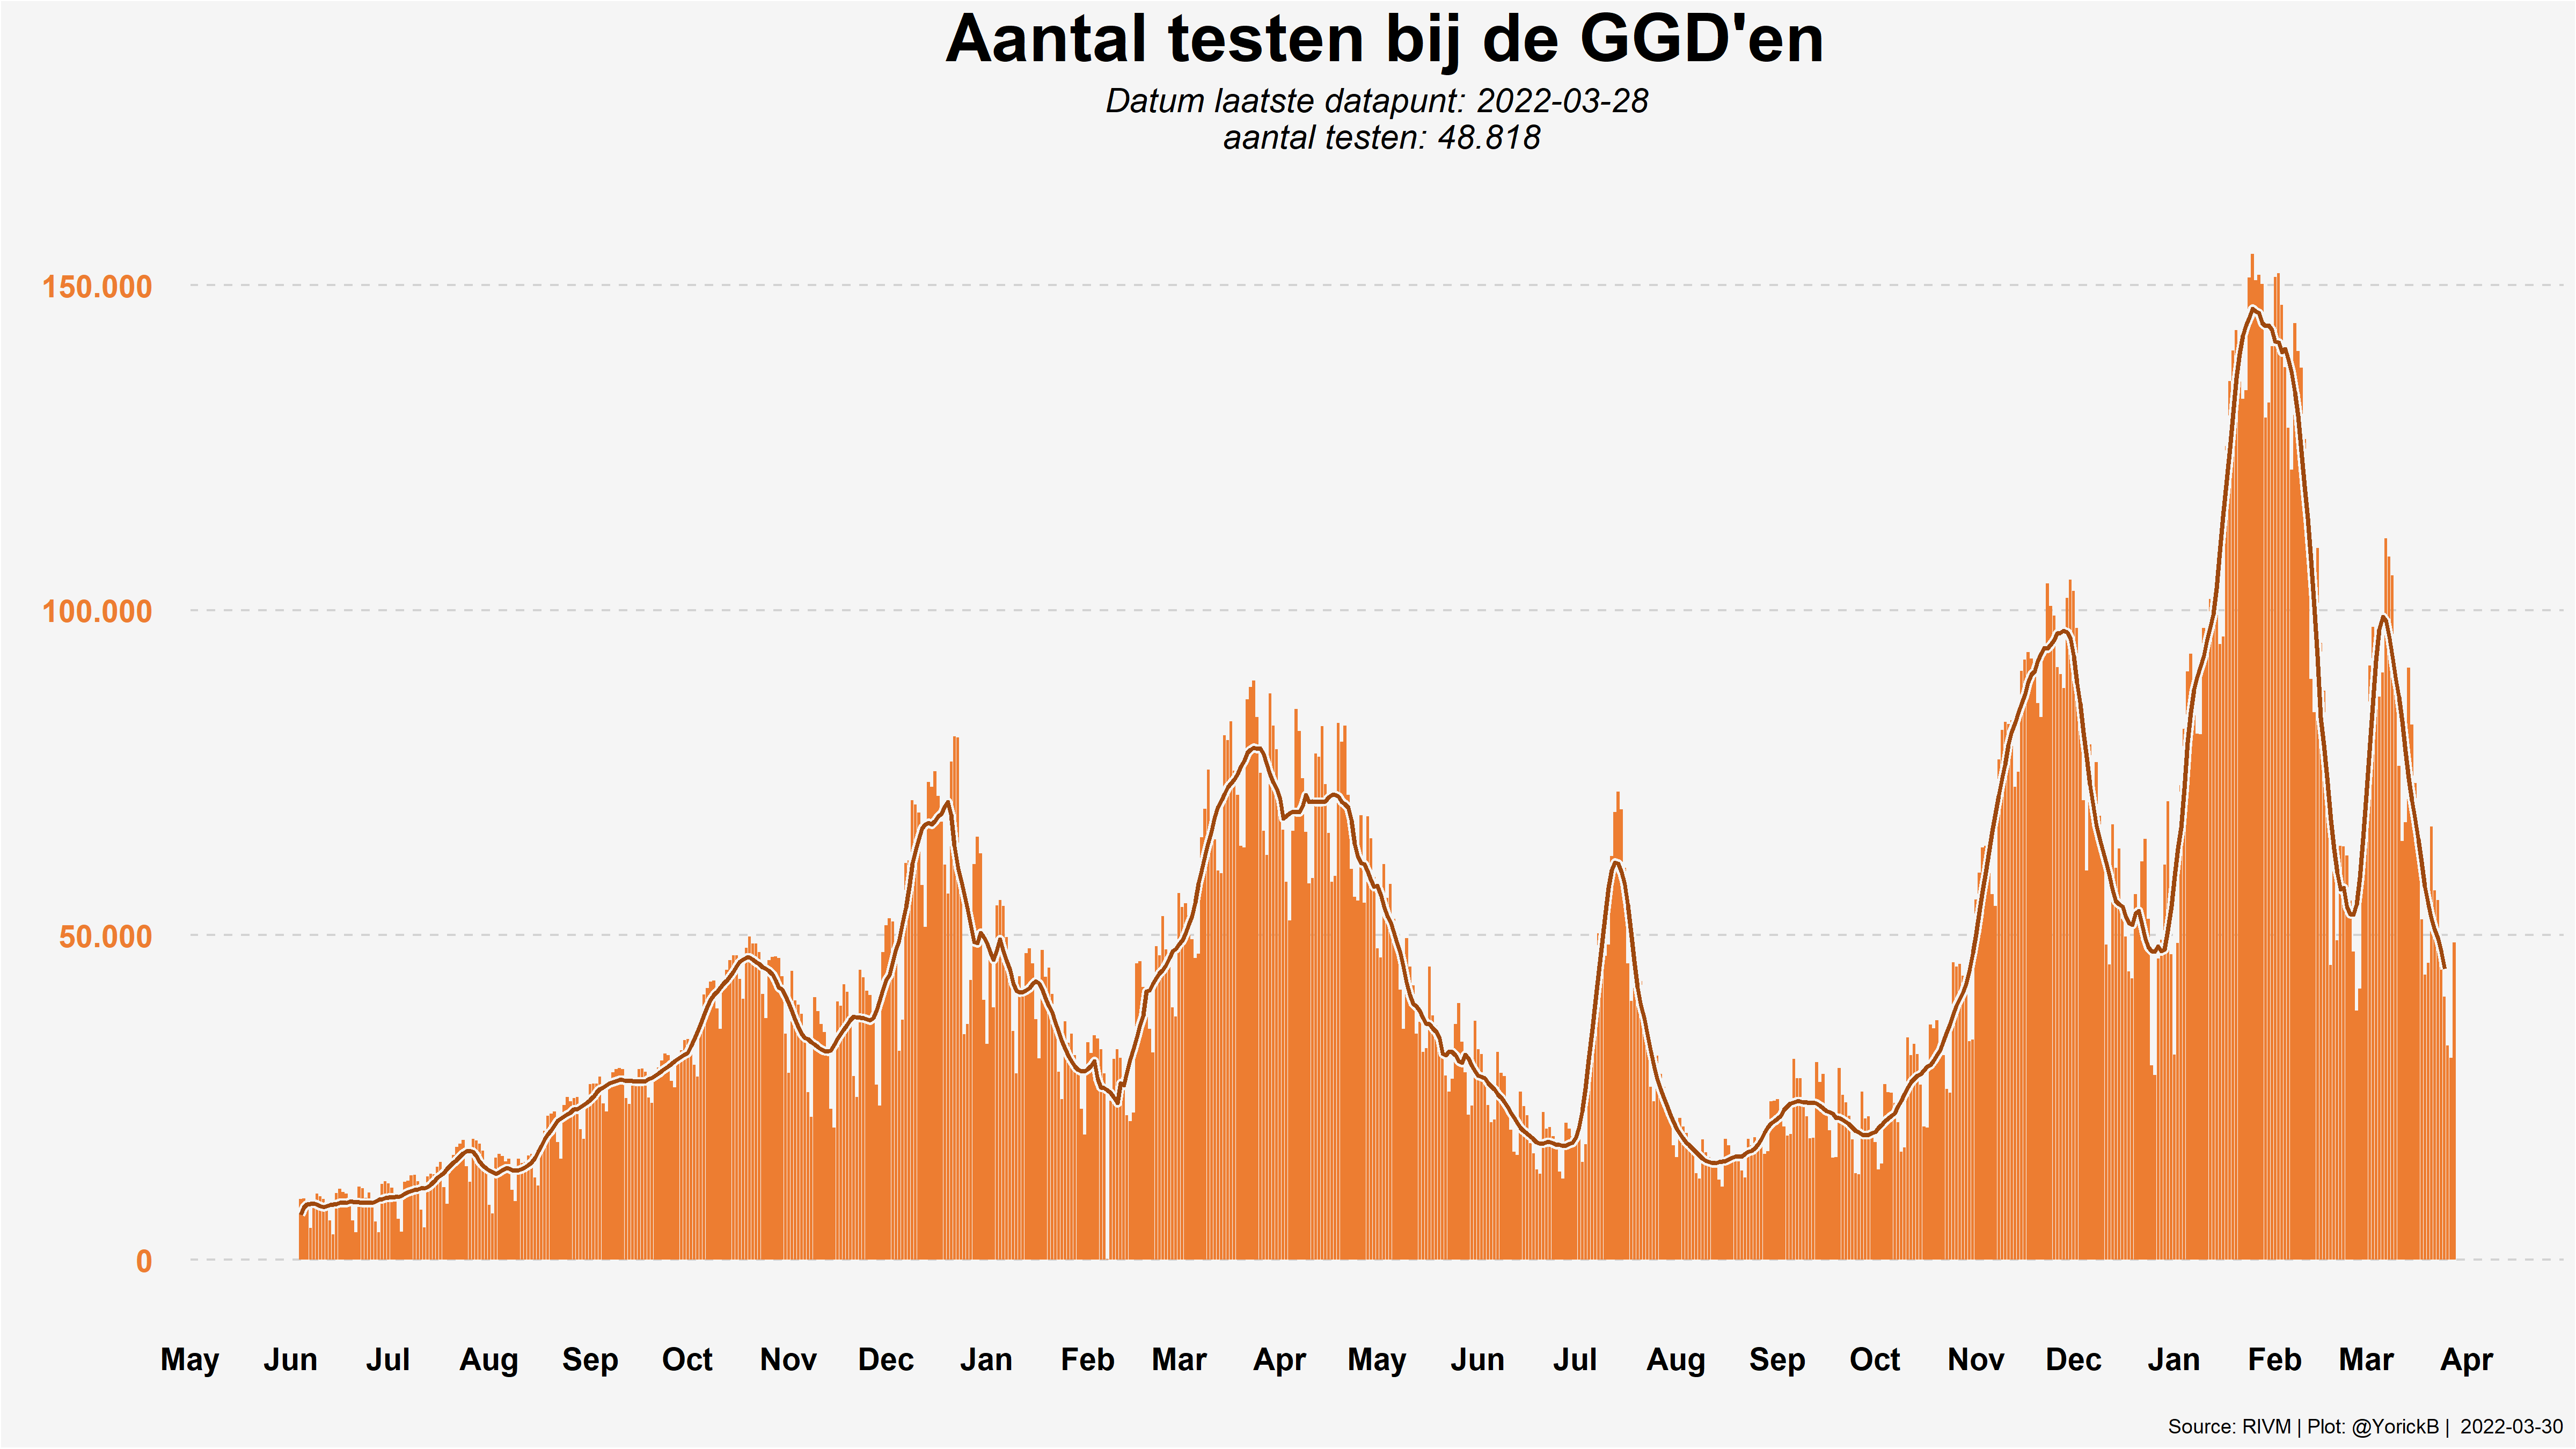 Aantal testen bij de GGD'en
Datum laatste datapunt: 2022-03-28
aantal testen: 48.818
150.000
100.000
50.000
0
May Jun Jul Aug Sep Oct Nov Dec Jan Feb Mar Apr May Jun Jul Aug Sep Oct Nov Dec Jan Feb Mar Apr
Source: RIVM | Plot: @YorickB | 2022-03-30